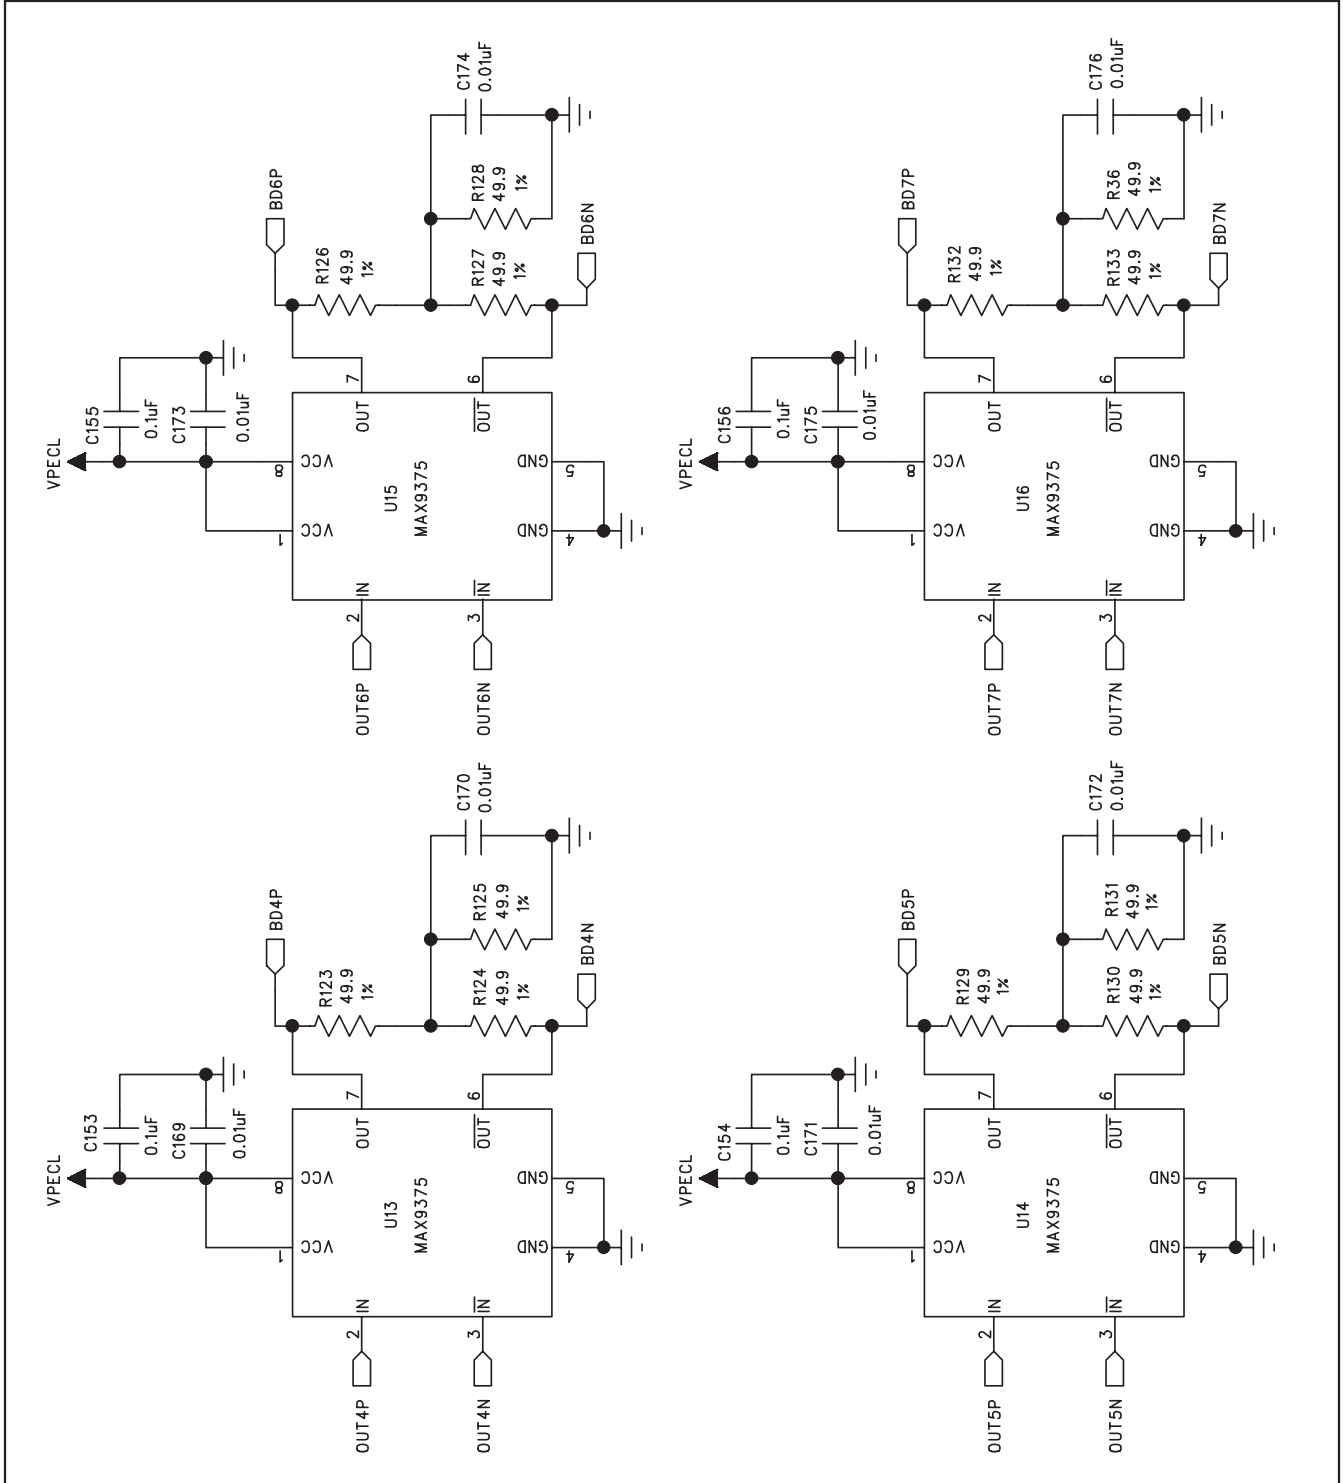 VPECL
C155
0.1uF
C173
0.01uF
8
VCC
1
VCC
U15
MAX9375
IN
2
OUT6P
IN
3
OUT6N
OUT
7
OUT
6
GND
5
GND
4
BD6P
R126
49.9
1%
R127
49.9
1%
BD6N
R128
49.9
1%
C174
0.01uF
VPECL
C156
0.1uF
C175
0.01uF
8
VCC
1
VCC
U16
MAX9375
IN
2
OUT7P
IN
3
OUT7N
OUT
7
OUT
6
GND
5
GND
4
BD7P
R132
49.9
1%
R133
49.9
1%
BD7N
R36
49.9
1%
C176
0.01uF
VPECL
C153
0.1uF
C169
0.01uF
8
VCC
1
VCC
U13
MAX9375
IN
2
OUT4P
IN
3
OUT4N
OUT
7
OUT
6
GND
5
GND
4
BD4P
R123
49.9
1%
R124
49.9
1%
BD4N
R125
49.9
1%
C170
0.01uF
VPECL
C154
0.1uF
C171
0.01uF
8
VCC
1
VCC
U14
MAX9375
IN
2
OUT5P
IN
3
OUT5N
OUT
7
OUT
6
GND
5
GND
4
BD5P
R129
49.9
1%
R130
49.9
1%
BD5N
R131
49.9
1%
C172
0.01uF